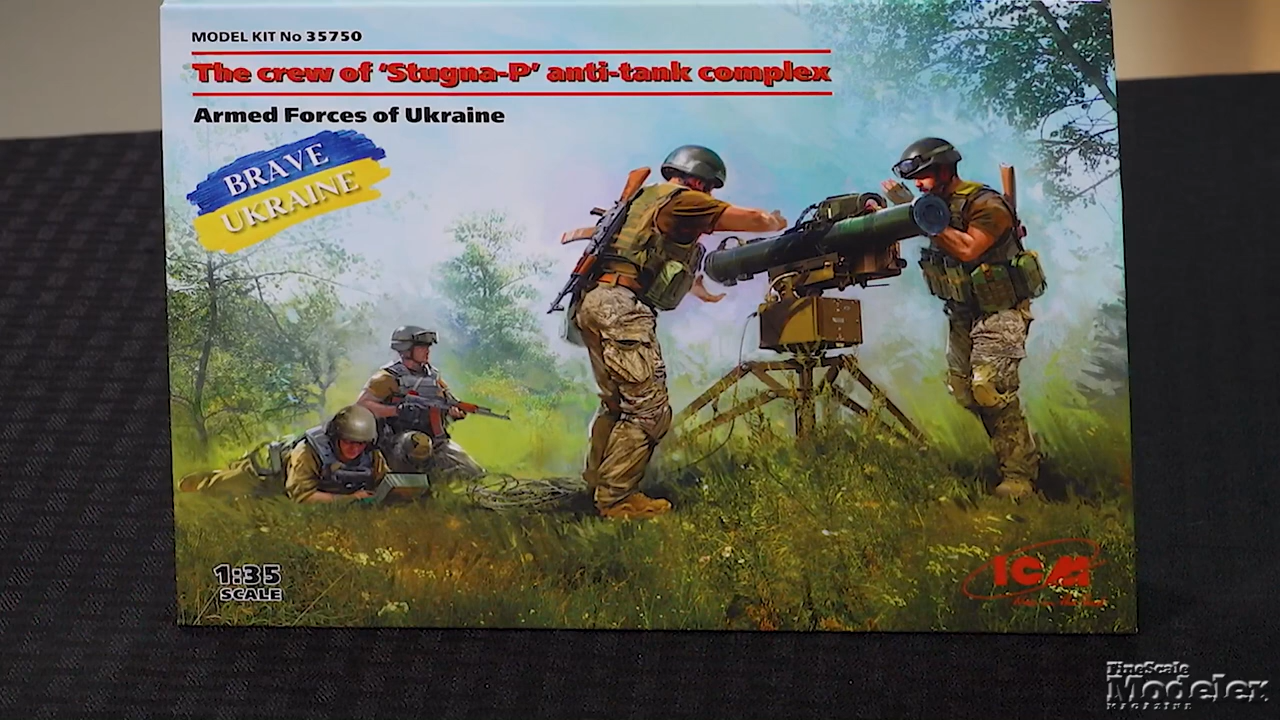 MODEL KIT No 35750
The crew of 'Stugna-P' anti-tank complex
Armed Forces of Ukraine
BRAVE
UKRAINE
1:35
SCALE
ICM
FineScale
Modeler
MAGAZINE